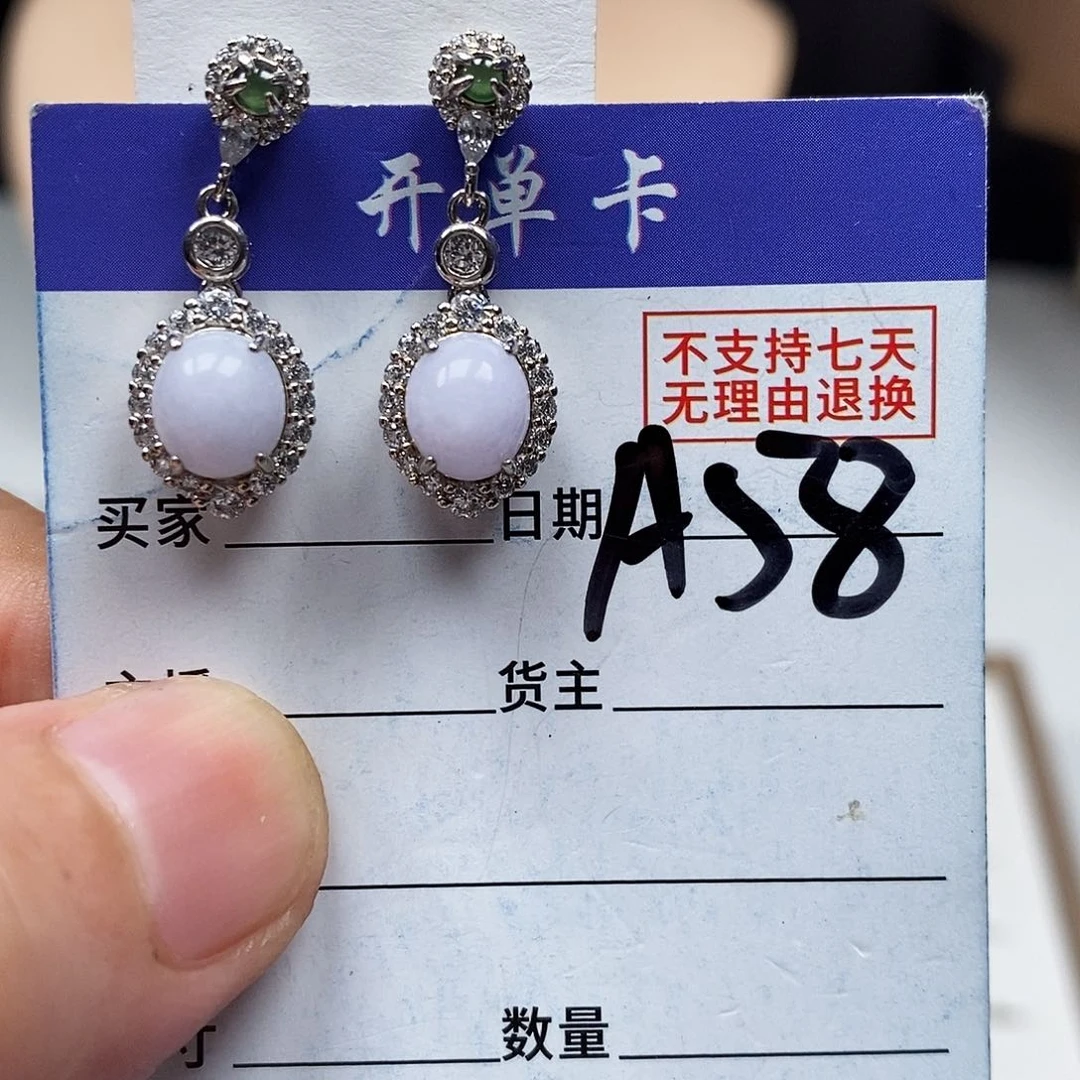 开单卡
不支持七天
无理由退换
买家 日期 A58
货主
寸 数量